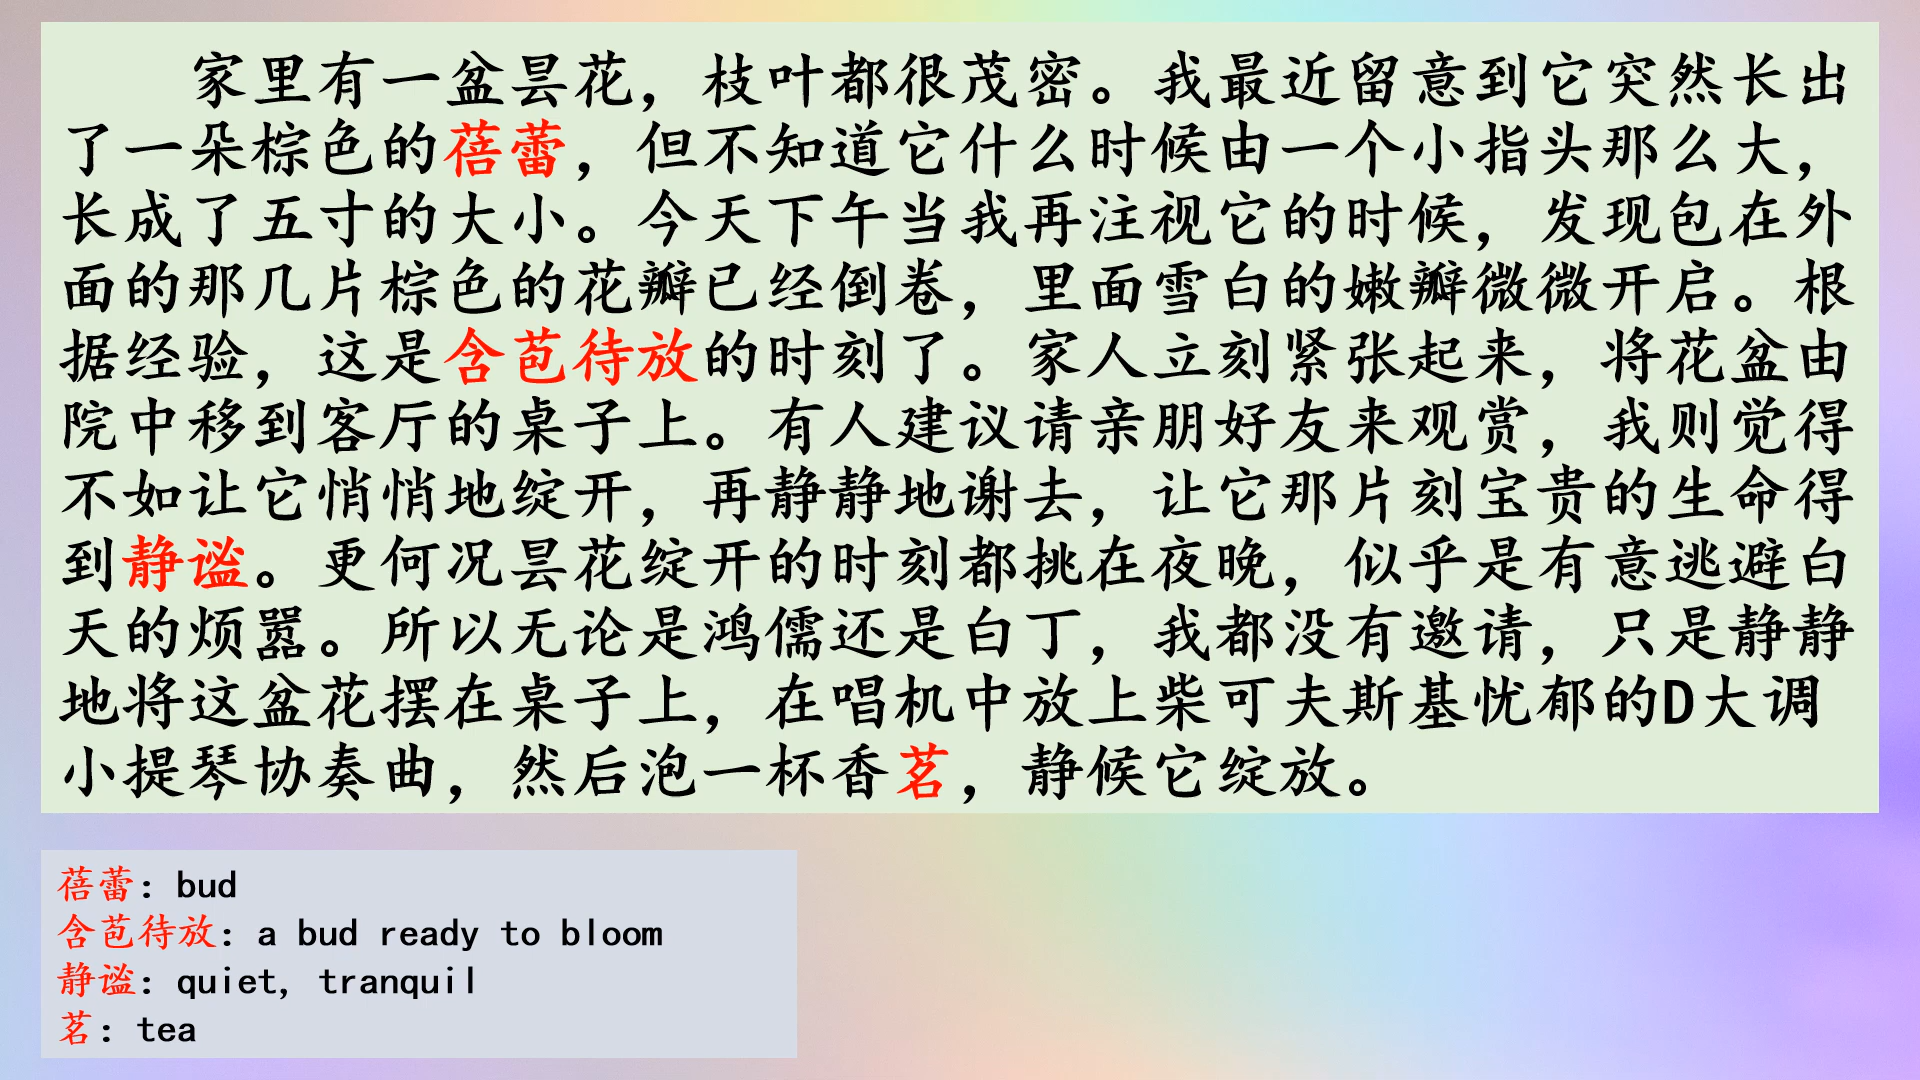 家里有一盆昙花，枝叶都很茂密。我最近留意到它突然长出
了一朵棕色的蓓蕾，但不知道它什么时候由一个小指头那么大，
长成了五寸的大小。今天下午当我再注视它的时候，发现包在外
面的那几片棕色的花瓣已经倒卷，里面雪白的嫩瓣微微开启。根
据经验，这是含苞待放的时刻了。家人立刻紧张起来，将花盆由
院中移到客厅的桌子上。有人建议请亲朋好友来观赏，我则觉得
不如让它悄悄地绽开，再静静地谢去，让它那片刻宝贵的生命得
到静谧。更何况昙花绽开的时刻都挑在夜晚，似乎是有意逃避白
天的烦嚣。所以无论是鸿儒还是白丁，我都没有邀请，只是静静
地将这盆花摆在桌子上，在唱机中放上柴可夫斯基忧郁的D大调
小提琴协奏曲，然后泡一杯香茗，静候它绽放。
蓓蕾：bud
含苞待放：a bud ready to bloom
静谧：quiet, tranquil
茗：tea